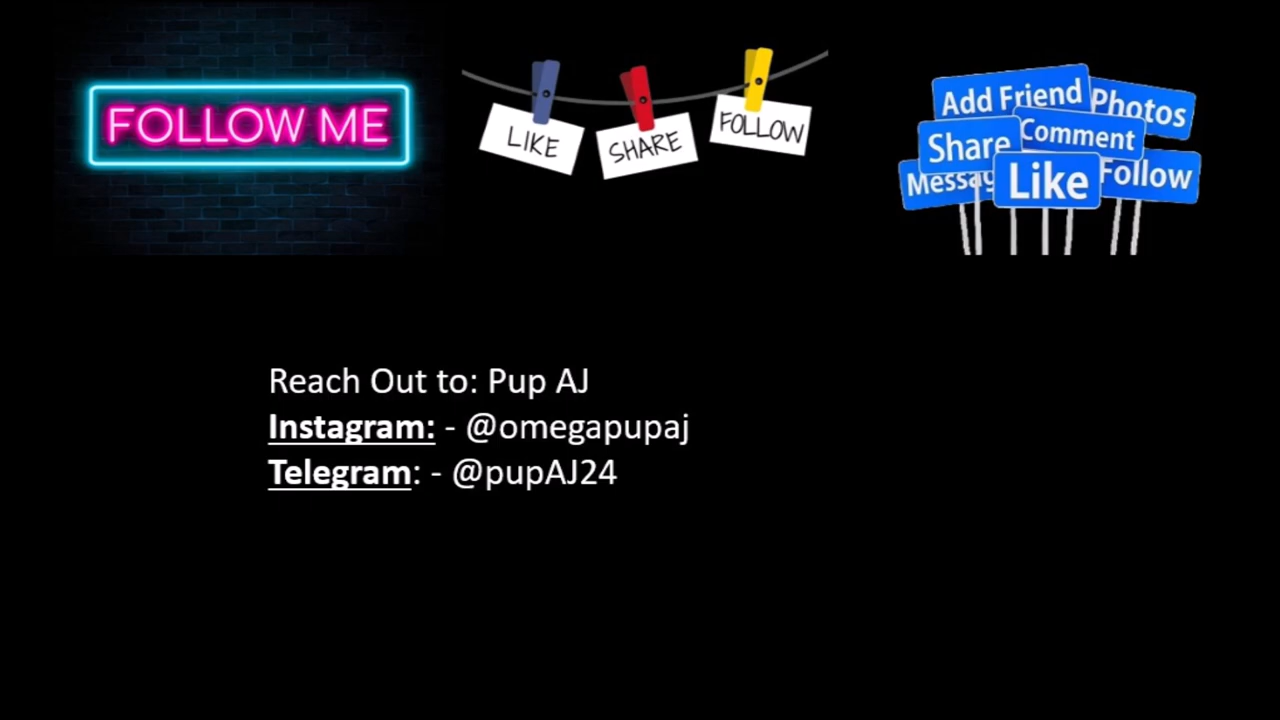 FOLLOW ME
LIKE
SHARE
FOLLOW
Add Friend
Photos
Share
Comment
Like
Follow
Reach Out to: Pup AJ
Instagram: - @omegapupaj
Telegram: - @pupAJ24